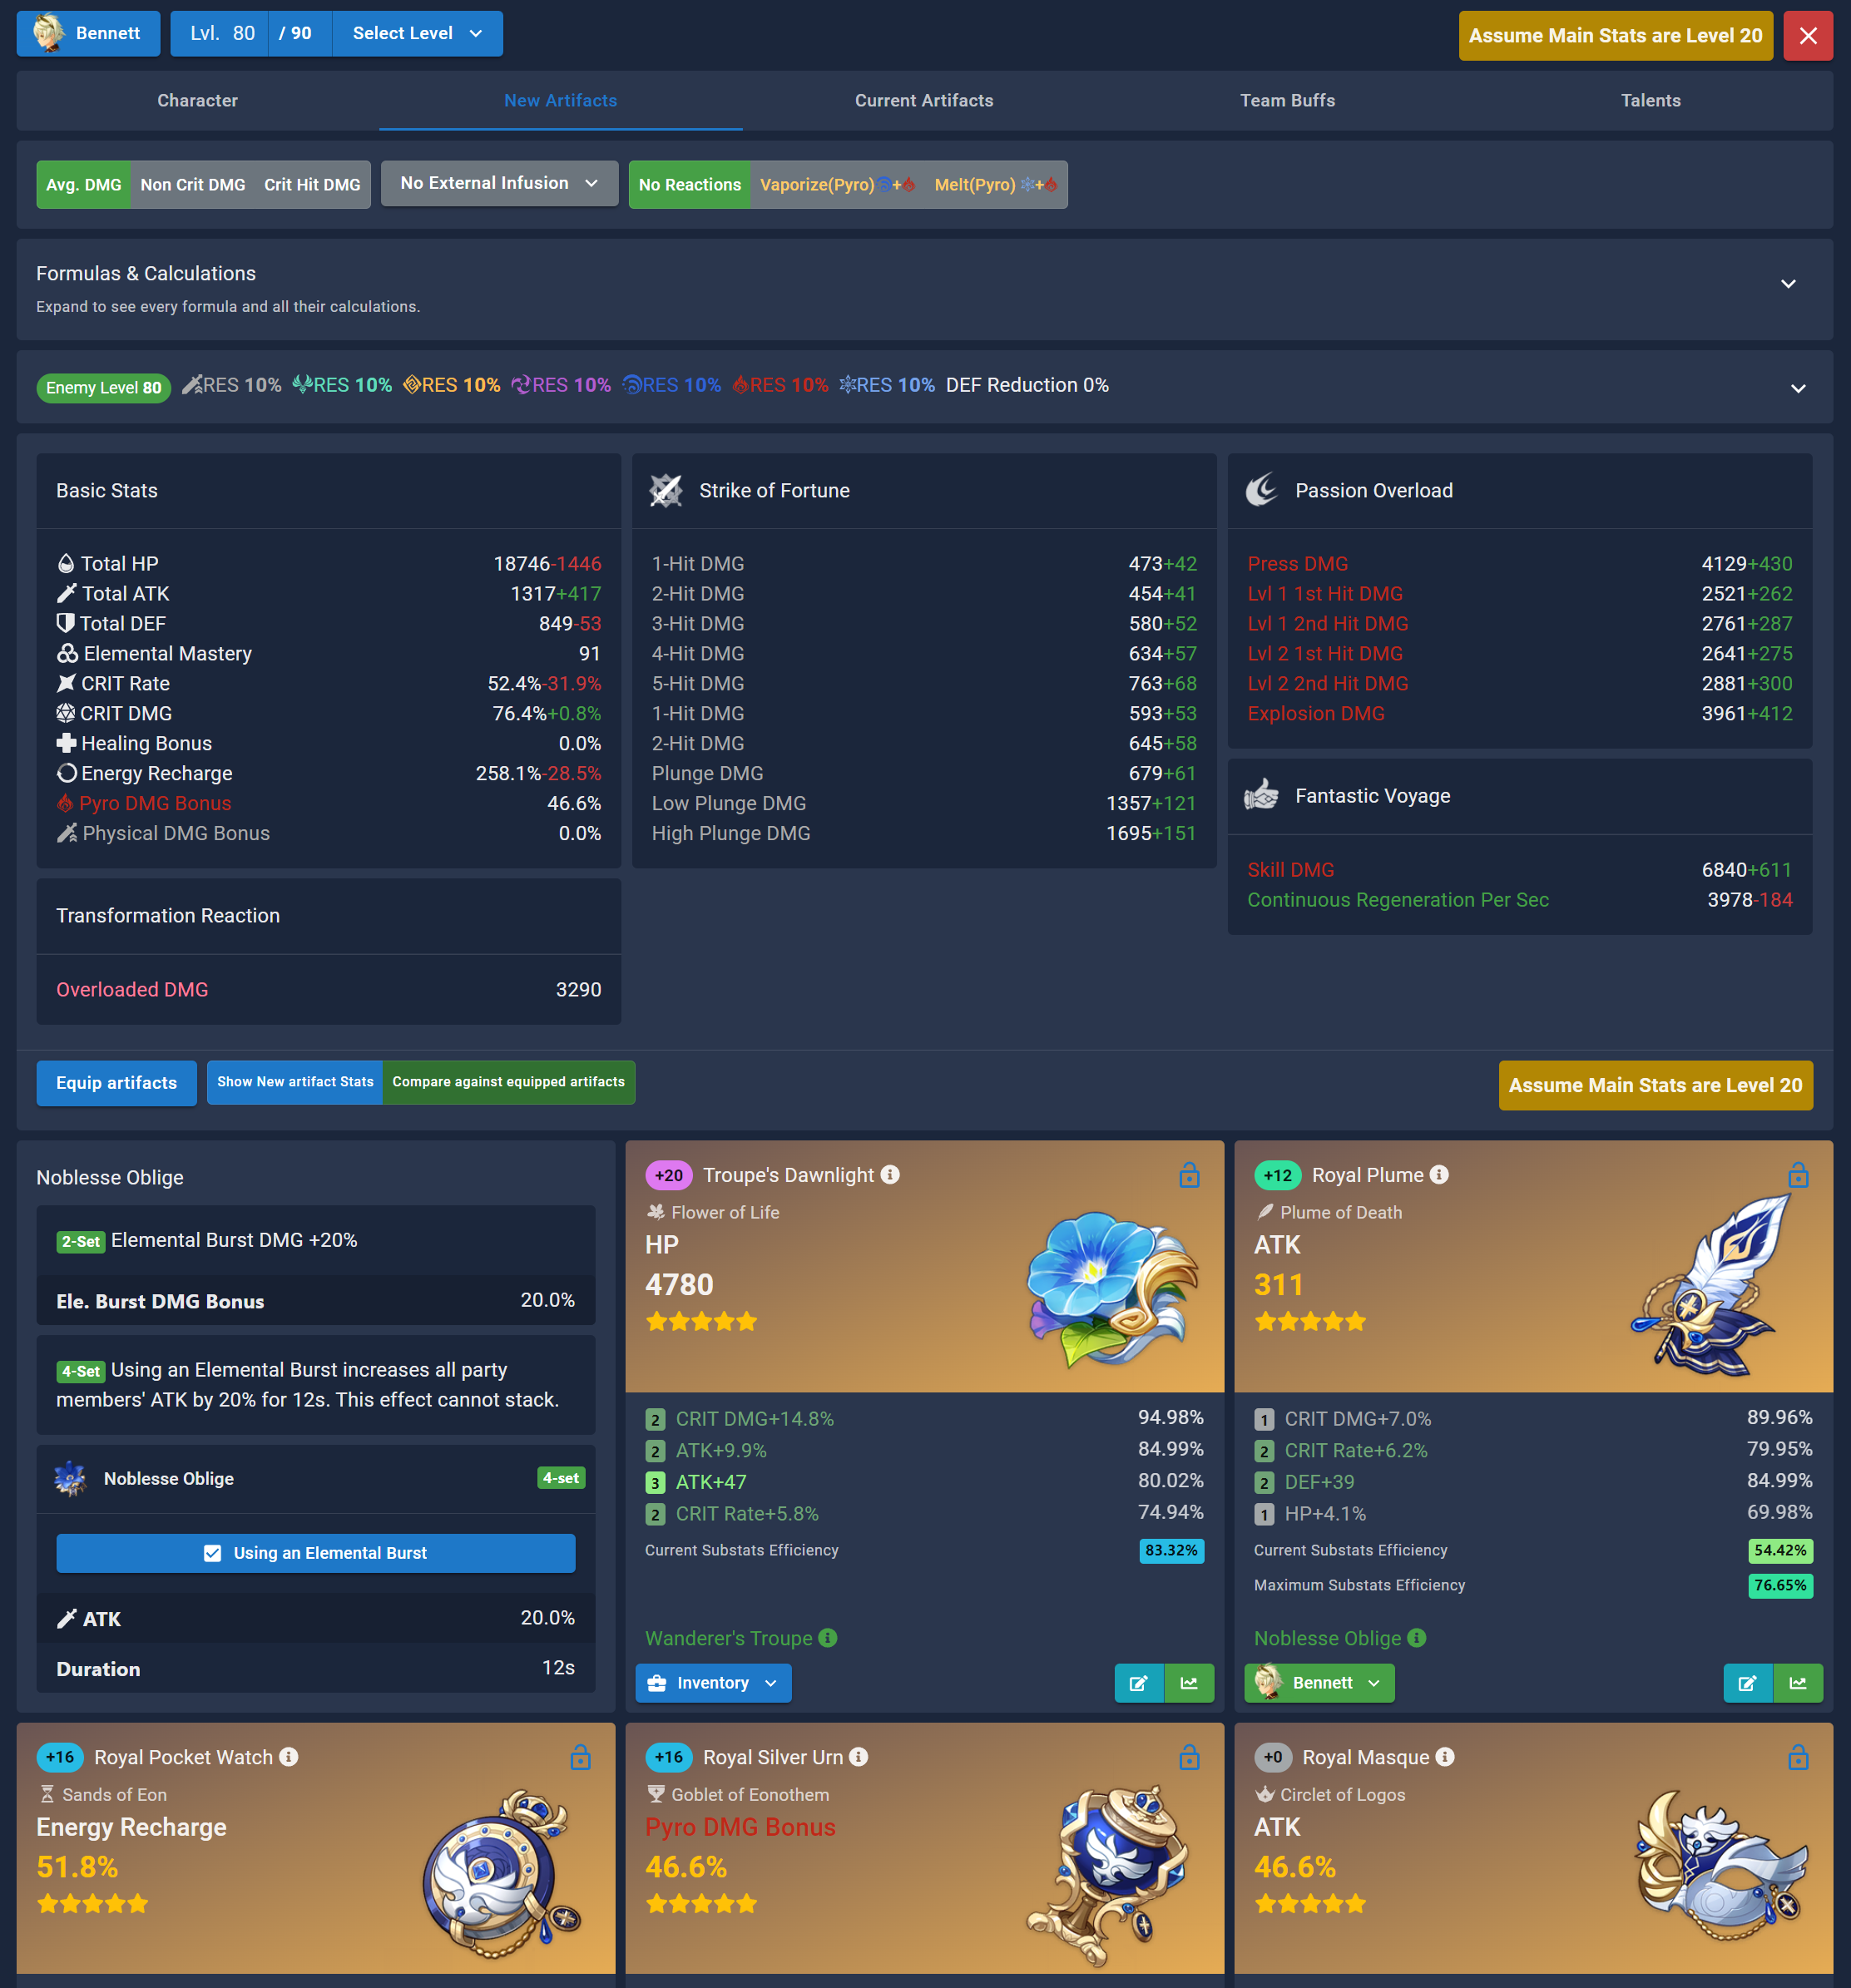 Bennett
Lvl. 80 / 90
Select Level
Assume Main Stats are Level 20
Character
New Artifacts
Current Artifacts
Team Buffs
Talents
Avg. DMG
Non Crit DMG
Crit Hit DMG
No External Infusion
No Reactions
Vaporize(Pyro) +
Melt(Pyro) +
Formulas & Calculations
Expand to see every formula and all their calculations.
Enemy Level 80 RES 10% RES 10% RES 10% RES 10% RES 10% RES 10% RES 10% DEF Reduction 0%
Basic Stats
Total HP 18746-1446
Total ATK 1317+417
Total DEF 849-53
Elemental Mastery 91
CRIT Rate 52.4%-31.9%
CRIT DMG 76.4%+0.8%
Healing Bonus 0.0%
Energy Recharge 258.1%-28.5%
Pyro DMG Bonus 46.6%
Physical DMG Bonus 0.0%
Strike of Fortune
1-Hit DMG 473+42
2-Hit DMG 454+41
3-Hit DMG 580+52
4-Hit DMG 634+57
5-Hit DMG 763+68
1-Hit DMG 593+53
2-Hit DMG 645+58
Plunge DMG 679+61
Low Plunge DMG 1357+121
High Plunge DMG 1695+151
Passion Overload
Press DMG 4129+430
Lvl 1 1st Hit DMG 2521+262
Lvl 1 2nd Hit DMG 2761+287
Lvl 2 1st Hit DMG 2641+275
Lvl 2 2nd Hit DMG 2881+300
Explosion DMG 3961+412
Fantastic Voyage
Skill DMG 6840+611
Continuous Regeneration Per Sec 3978-184
Transformation Reaction
Overloaded DMG 3290
Equip artifacts
Show New artifact Stats
Compare against equipped artifacts
Assume Main Stats are Level 20
Noblesse Oblige
2-Set Elemental Burst DMG +20%
Ele. Burst DMG Bonus 20.0%
4-Set Using an Elemental Burst increases all party
members' ATK by 20% for 12s. This effect cannot stack.
Noblesse Oblige 4-set
Using an Elemental Burst
ATK 20.0%
Duration 12s
+20 Troupe's Dawnlight
Flower of Life
HP
4780
2 CRIT DMG+14.8% 94.98%
2 ATK+9.9% 84.99%
3 ATK+47 80.02%
2 CRIT Rate+5.8% 74.94%
Current Substats Efficiency 83.32%
Wanderer's Troupe
Inventory
+12 Royal Plume
Plume of Death
ATK
311
1 CRIT DMG+7.0% 89.96%
2 CRIT Rate+6.2% 79.95%
2 DEF+39 84.99%
1 HP+4.1% 69.98%
Current Substats Efficiency 54.42%
Maximum Substats Efficiency 76.65%
Noblesse Oblige
Bennett
+16 Royal Pocket Watch
Sands of Eon
Energy Recharge
51.8%
+16 Royal Silver Urn
Goblet of Eonothem
Pyro DMG Bonus
46.6%
+0 Royal Masque
Circlet of Logos
ATK
46.6%